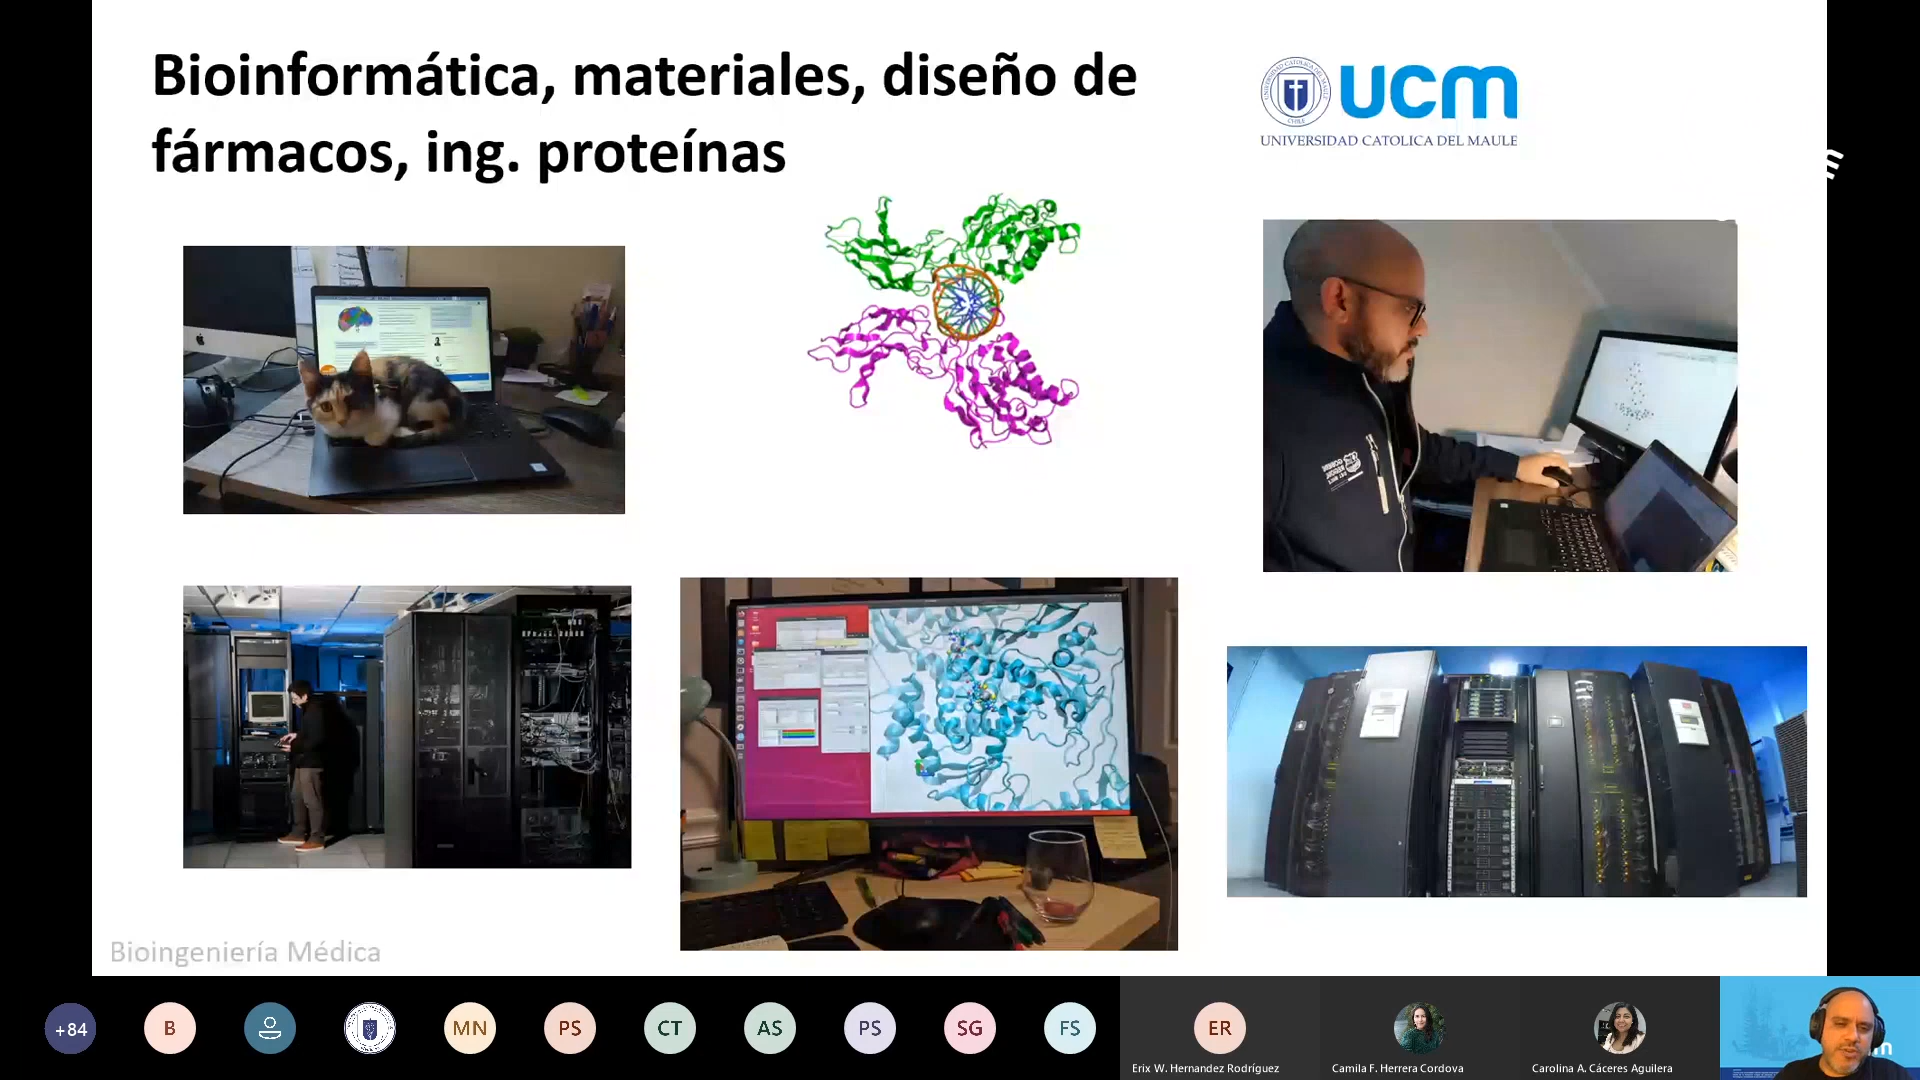 Bioinformática, materiales, diseño de
fármacos, ing. proteínas
ucm
UNIVERSIDAD CATOLICA DEL MAULE
Bioingeniería Médica
+84
B
MN
PS
CT
AS
PS
SG
FS
ER
Erix W. Hernandez Rodríguez
Camila F. Herrera Cordova
Carolina A. Cáceres Aguilera